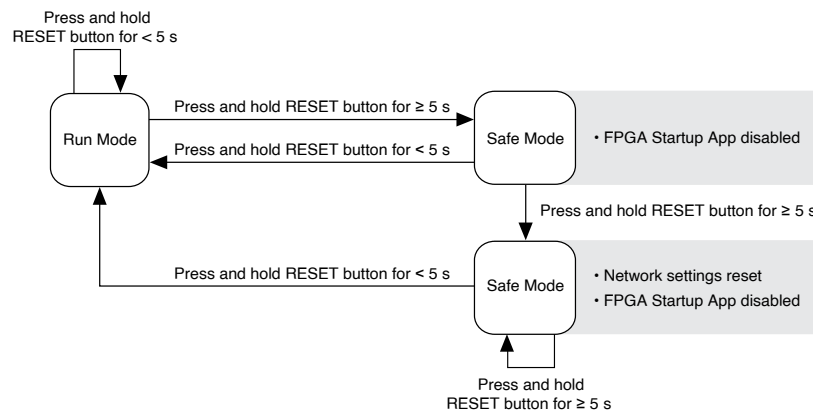 Press and hold
RESET button for < 5 s
Run Mode
Press and hold RESET button for ≥ 5 s
Press and hold RESET button for < 5 s
Safe Mode
• FPGA Startup App disabled
Press and hold RESET button for ≥ 5 s
Press and hold RESET button for < 5 s
Safe Mode
• Network settings reset
• FPGA Startup App disabled
Press and hold
RESET button for ≥ 5 s